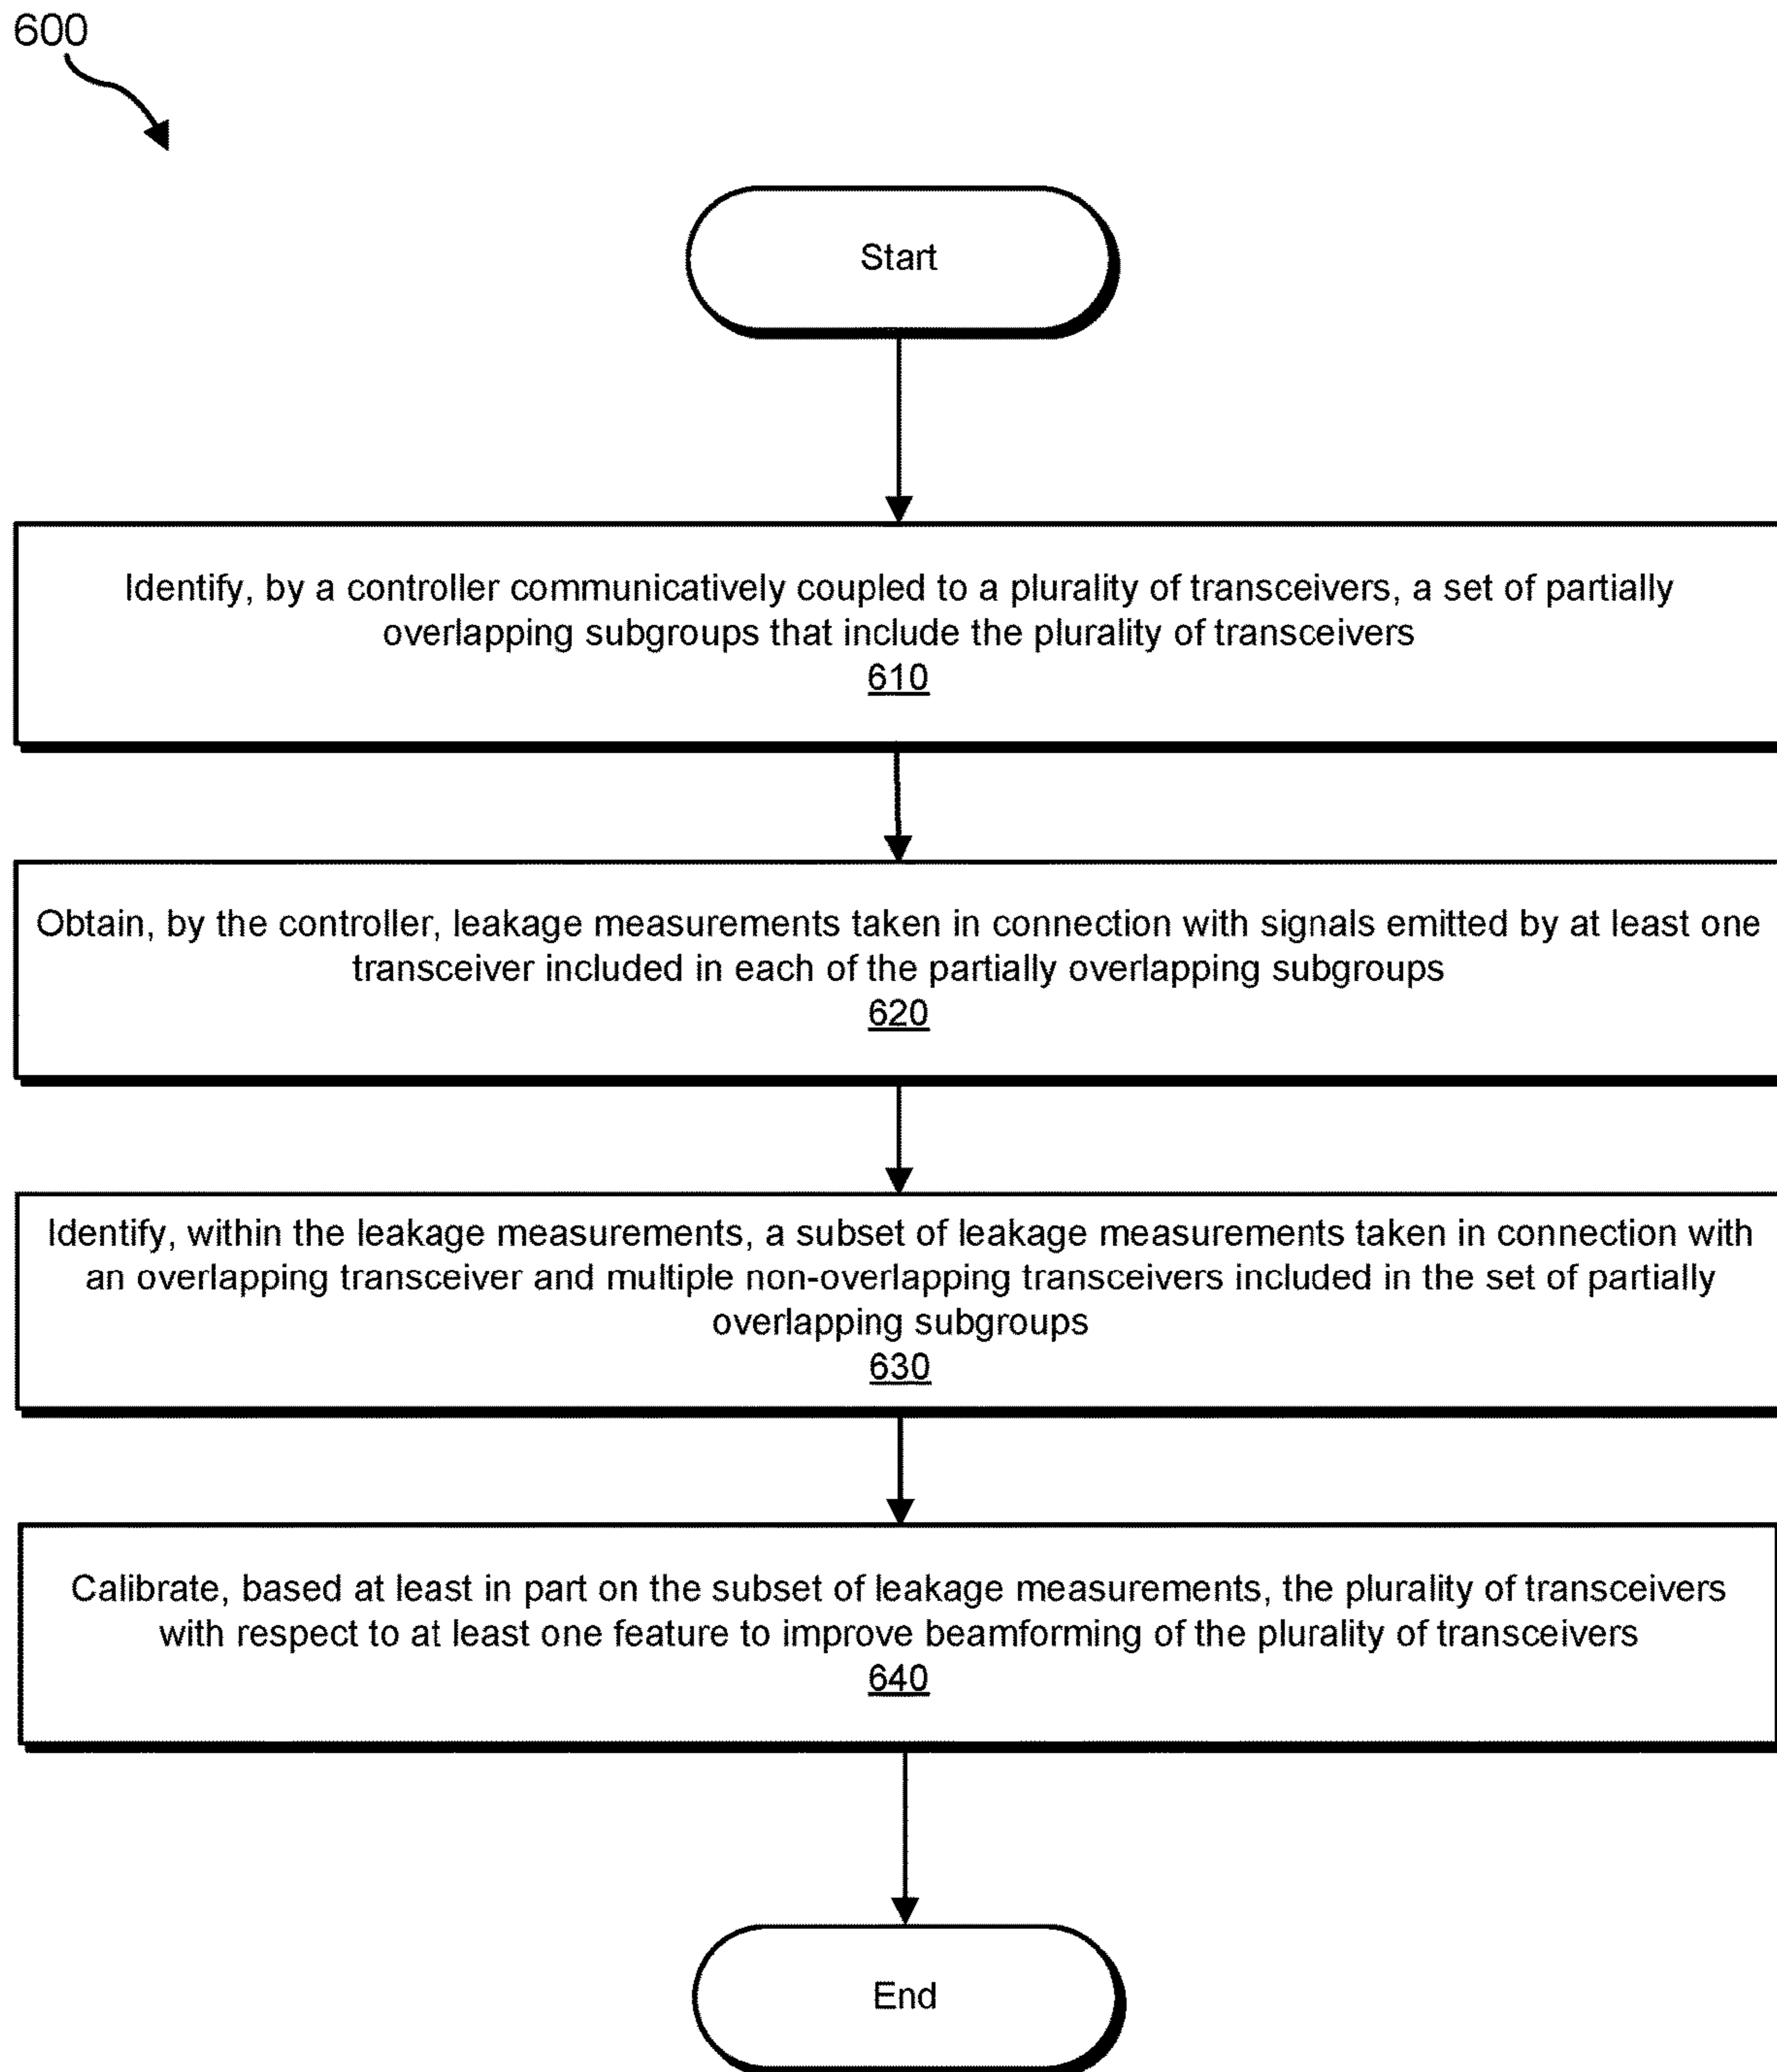 600
Start
Identify, by a controller communicatively coupled to a plurality of transceivers, a set of partially
overlapping subgroups that include the plurality of transceivers
610
Obtain, by the controller, leakage measurements taken in connection with signals emitted by at least one
transceiver included in each of the partially overlapping subgroups
620
Identify, within the leakage measurements, a subset of leakage measurements taken in connection with
an overlapping transceiver and multiple non-overlapping transceivers included in the set of partially
overlapping subgroups
630
Calibrate, based at least in part on the subset of leakage measurements, the plurality of transceivers
with respect to at least one feature to improve beamforming of the plurality of transceivers
640
End